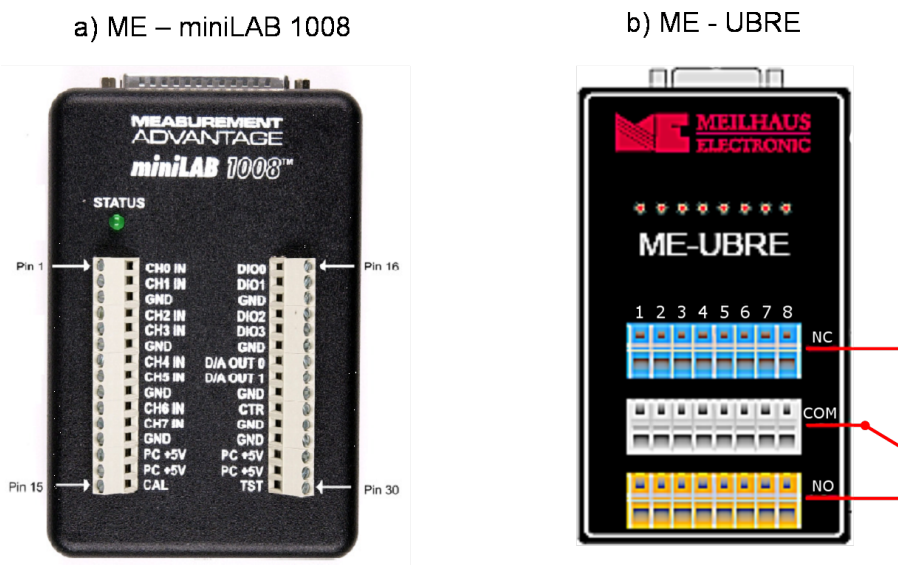 a) ME – miniLAB 1008
MEASUREMENT
ADVANTAGE
miniLAB 1008™
STATUS
Pin 1
CH0 IN
CH1 IN
GND
CH2 IN
CH3 IN
GND
CH4 IN
CH5 IN
GND
CH6 IN
CH7 IN
GND
PC +5V
PC +5V
CAL
Pin 15
DIO0
DIO1
GND
DIO2
DIO3
GND
D/A OUT 0
D/A OUT 1
GND
CTR
GND
GND
PC +5V
PC +5V
TST
Pin 16
Pin 30
b) ME - UBRE
ME MEILHAUS
ELECTRONIC
ME-UBRE
1 2 3 4 5 6 7 8
NC
COM
NO